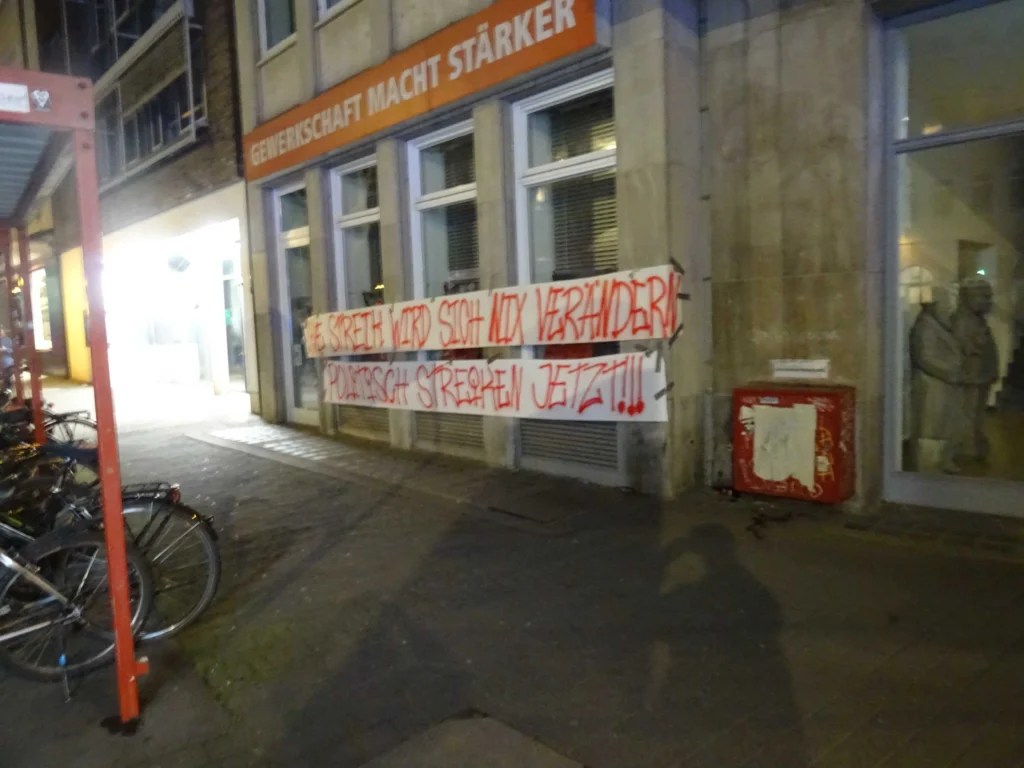 GEWERKSCHAFT MACHT STÄRKER
STREIK WIRD SICH NIX VERÄNDERN
POLITISCH STREIKEN JETZT!!!